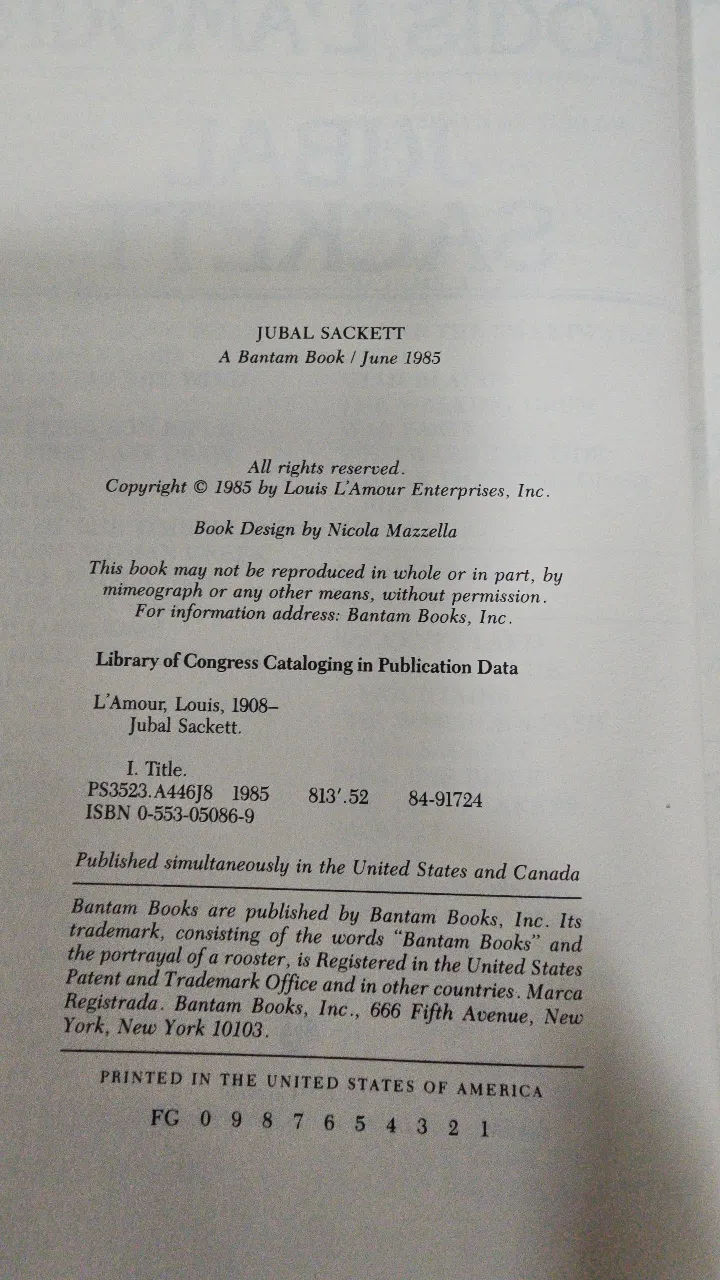 JUBAL SACKETT
A Bantam Book / June 1985
All rights reserved.
Copyright © 1985 by Louis L'Amour Enterprises, Inc.
Book Design by Nicola Mazzella
This book may not be reproduced in whole or in part, by
mimeograph or any other means, without permission.
For information address: Bantam Books, Inc.
Library of Congress Cataloging in Publication Data
L'Amour, Louis, 1908–
Jubal Sackett.
I. Title.
PS3523.A446J8 1985 813'.52 84-91724
ISBN 0-553-05086-9
Published simultaneously in the United States and Canada
Bantam Books are published by Bantam Books, Inc. Its
trademark, consisting of the words “Bantam Books” and
the portrayal of a rooster, is Registered in the United States
Patent and Trademark Office and in other countries. Marca
Registrada. Bantam Books, Inc., 666 Fifth Avenue, New
York, New York 10103.
PRINTED IN THE UNITED STATES OF AMERICA
FG 0 9 8 7 6 5 4 3 2 1